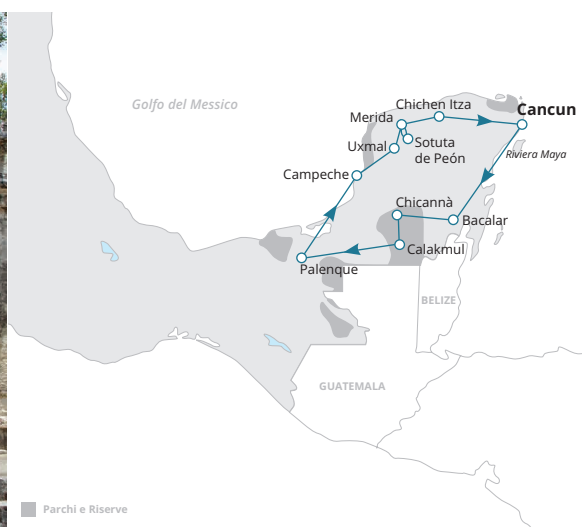 Golfo del Messico
Chichen Itza
Cancun
Merida
Uxmal
Sotuta
de Peón
Riviera Maya
Campeche
Chicannà
Bacalar
Calakmul
Palenque
BELIZE
GUATEMALA
Parchi e Riserve